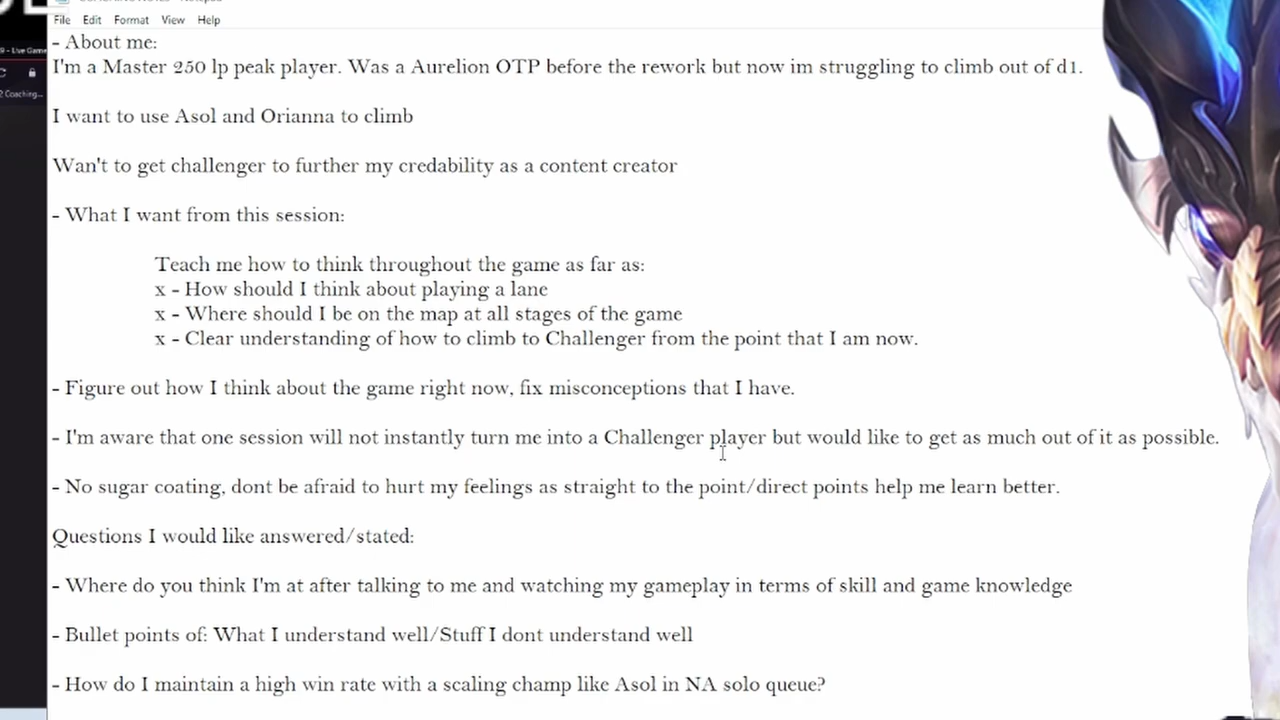 File Edit Format View Help
- About me:
9 - Live Game
I'm a Master 250 lp peak player. Was a Aurelion OTP before the rework but now im struggling to climb out of d1.
2 Coaching...
I want to use Asol and Orianna to climb
Wan't to get challenger to further my credability as a content creator
- What I want from this session:
Teach me how to think throughout the game as far as:
x - How should I think about playing a lane
x - Where should I be on the map at all stages of the game
x - Clear understanding of how to climb to Challenger from the point that I am now.
- Figure out how I think about the game right now, fix misconceptions that I have.
- I'm aware that one session will not instantly turn me into a Challenger player but would like to get as much out of it as possible.
- No sugar coating, dont be afraid to hurt my feelings as straight to the point/direct points help me learn better.
Questions I would like answered/stated:
- Where do you think I'm at after talking to me and watching my gameplay in terms of skill and game knowledge
- Bullet points of: What I understand well/Stuff I dont understand well
- How do I maintain a high win rate with a scaling champ like Asol in NA solo queue?